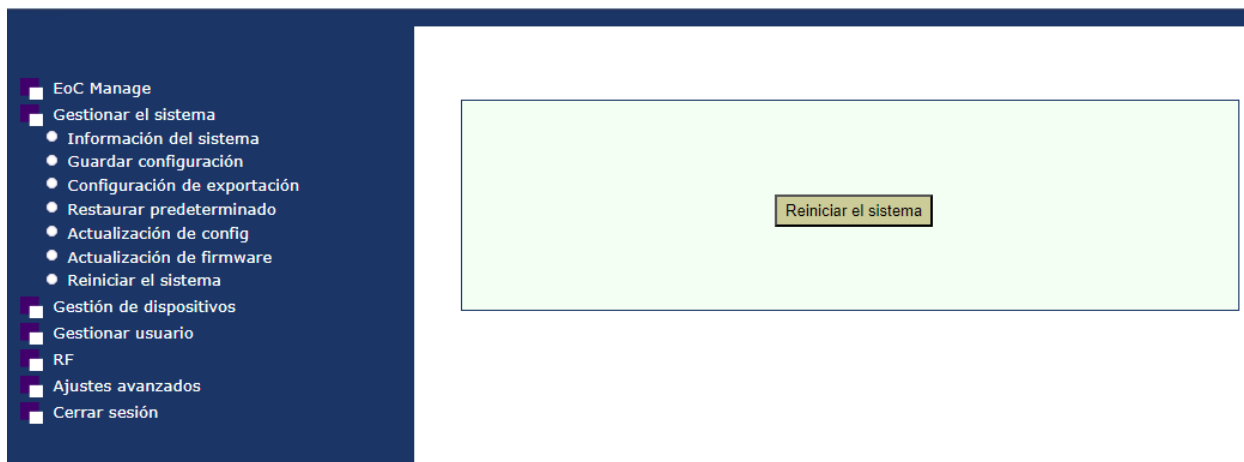 EoC Manage
Gestionar el sistema
Información del sistema
Guardar configuración
Configuración de exportación
Restaurar predeterminado
Actualización de config
Actualización de firmware
Reiniciar el sistema
Gestión de dispositivos
Gestionar usuario
RF
Ajustes avanzados
Cerrar sesión
Reiniciar el sistema